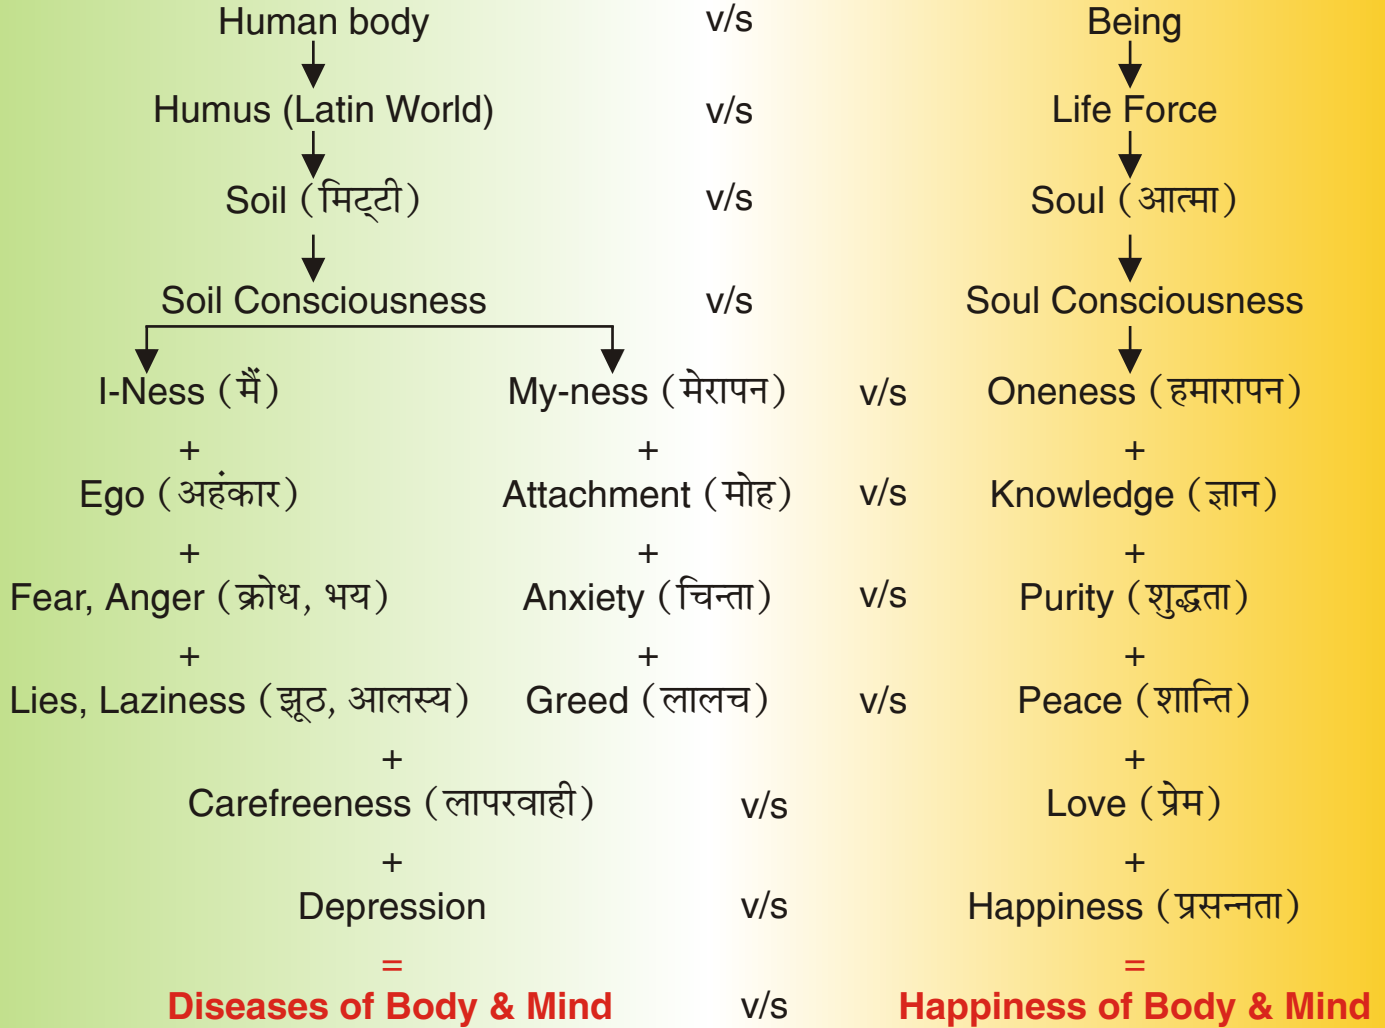 Human body v/s Being
Humus (Latin World) v/s Life Force
Soil (मिट्टी) v/s Soul (आत्मा)
Soil Consciousness v/s Soul Consciousness
I-Ness (मैं) My-ness (मेरापन) v/s Oneness (हमारापन)
+ + +
Ego (अहंकार) Attachment (मोह) v/s Knowledge (ज्ञान)
+ + +
Fear, Anger (क्रोध, भय) Anxiety (चिन्ता) v/s Purity (शुद्धता)
+ + +
Lies, Laziness (झूठ, आलस्य) Greed (लालच) v/s Peace (शान्ति)
+ +
Carefreeness (लापरवाही) v/s Love (प्रेम)
+ +
Depression v/s Happiness (प्रसन्नता)
= =
Diseases of Body & Mind v/s Happiness of Body & Mind